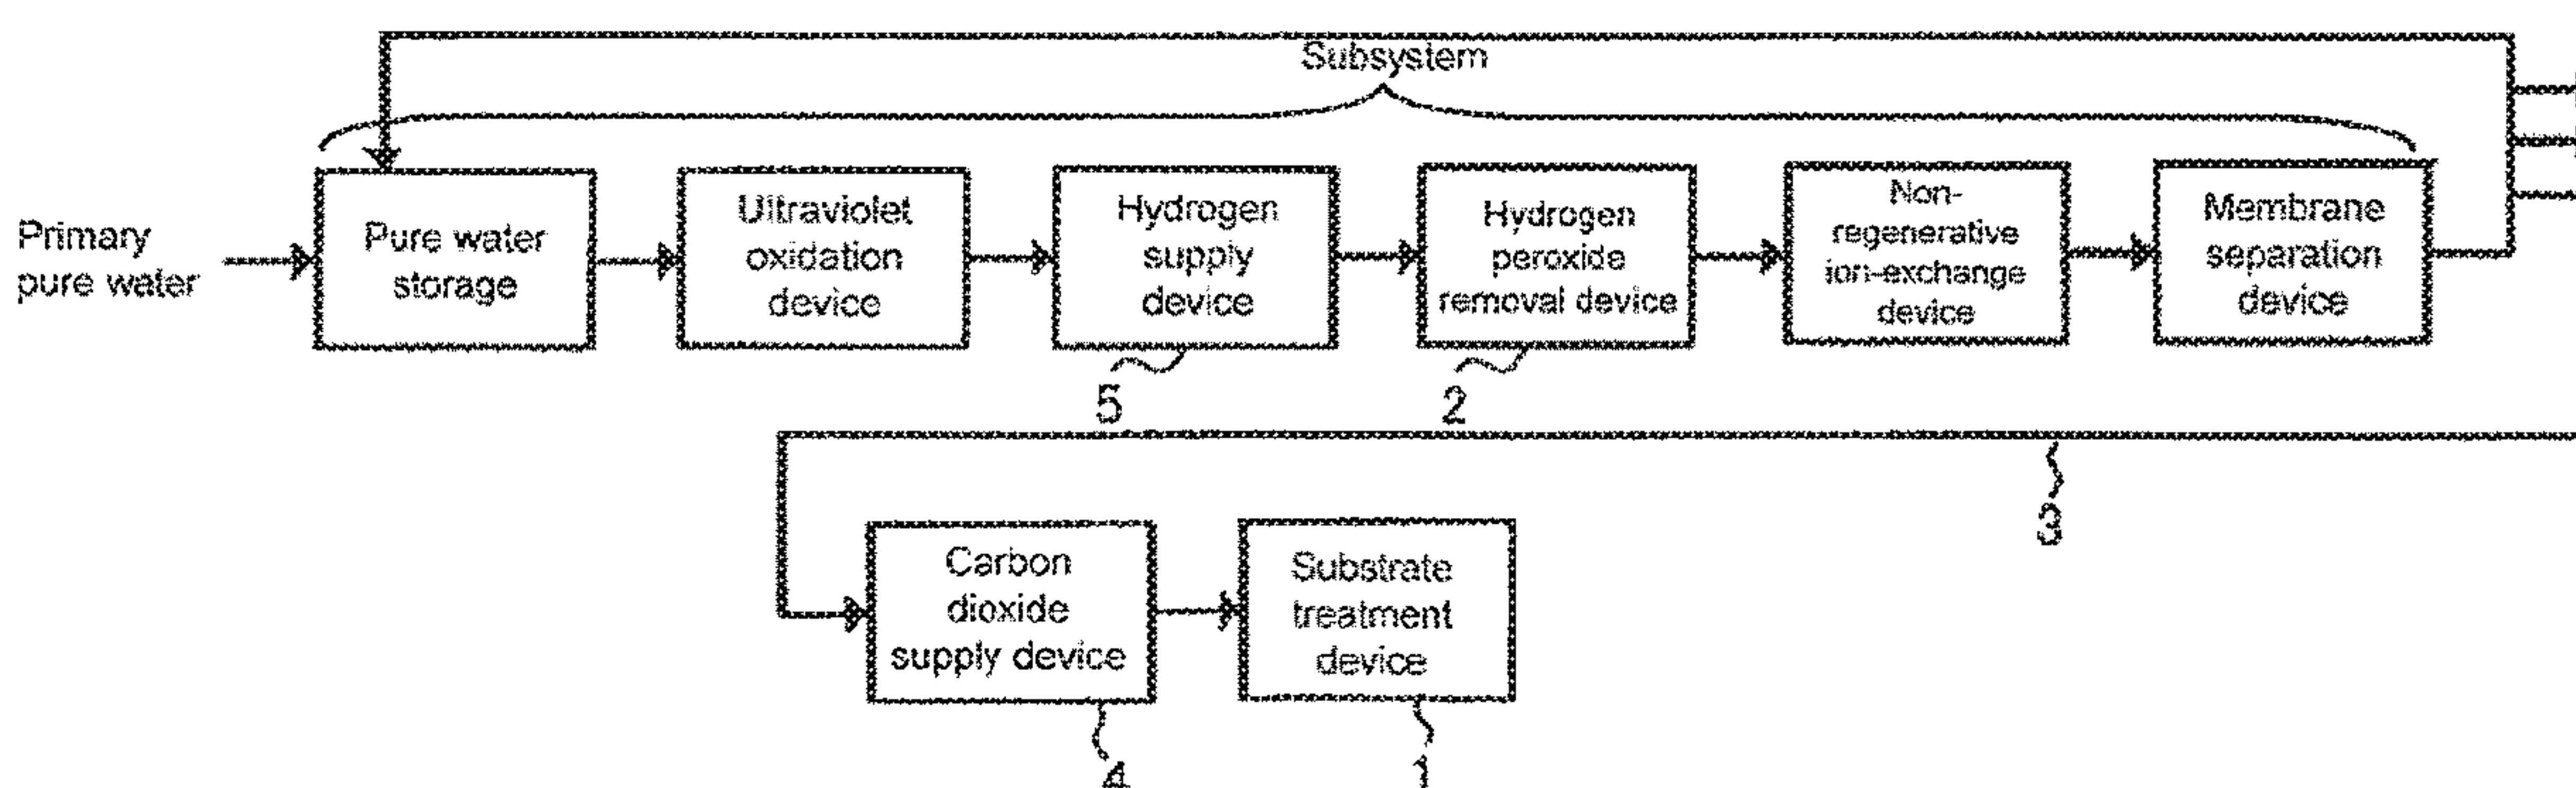 Subsystem
Primary
pure water
Pure water
storage
Ultraviolet
oxidation
device
Hydrogen
supply
device
Hydrogen
peroxide
removal device
Non-
regenerative
ion-exchange
device
Membrane
separation
device
5
2
3
Carbon
dioxide
supply device
Substrate
treatment
device
4
1